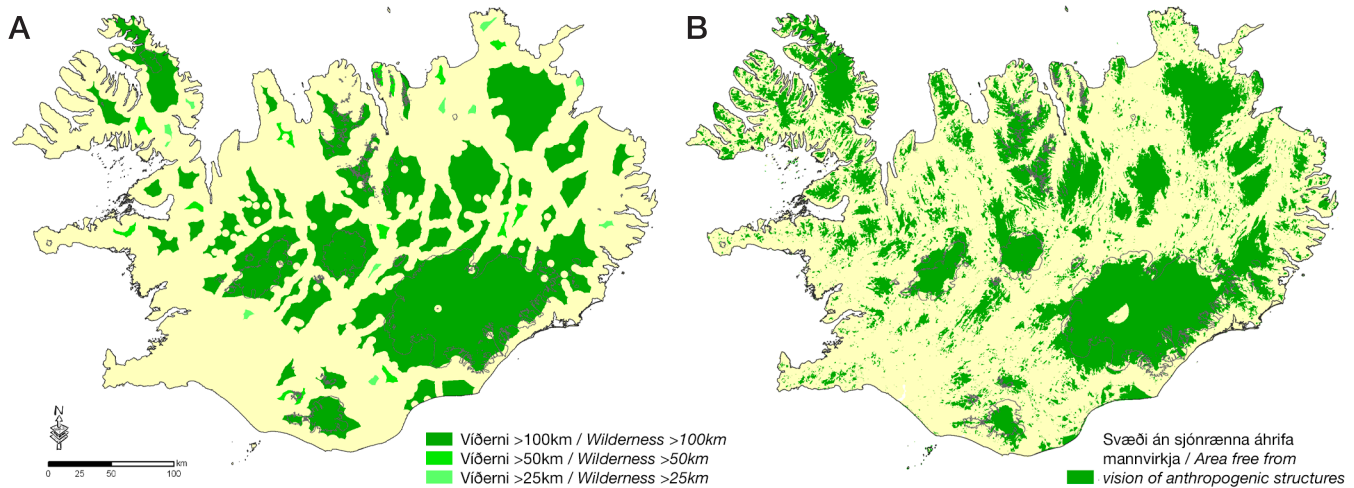 A
B
N
km
0 25 50 100
Víðerni >100km / Wilderness >100km
Víðerni >50km / Wilderness >50km
Víðerni >25km / Wilderness >25km
Svæði án sjónrænna áhrifa
mannvirkja / Area free from
vision of anthropogenic structures